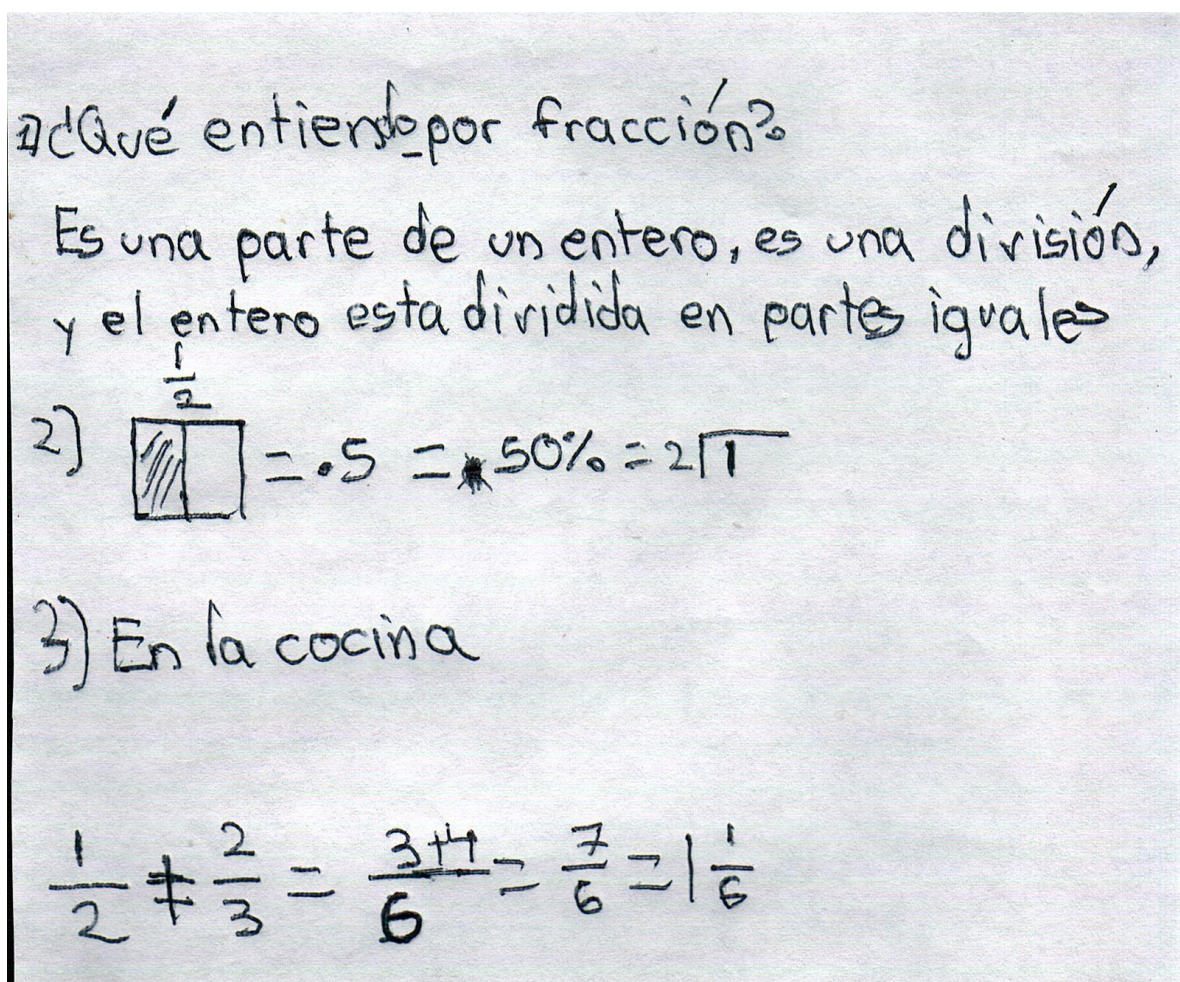 1) ¿Qué entiendo por fracción?
Es una parte de un entero, es una división,
y el entero esta dividida en partes iguales
1/2
2) = .5 = 50% = 2⟌1
3) En la cocina
1/2 + 2/3 = 3+4/6 = 7/6 = 1 1/6